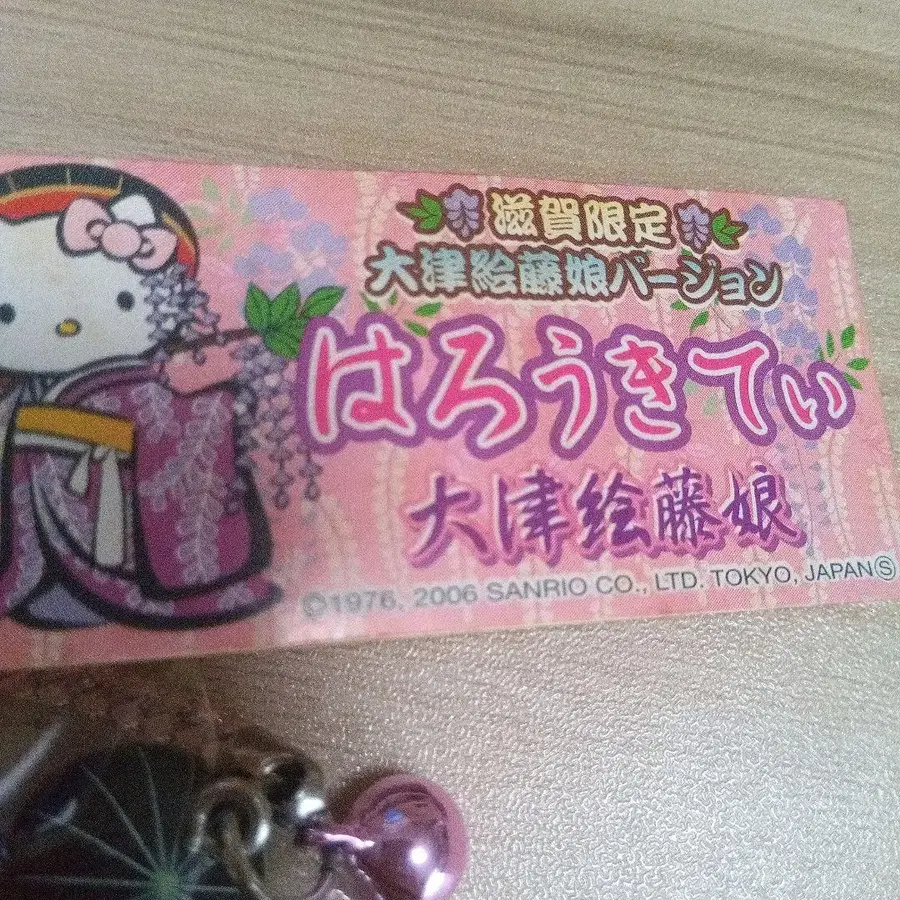 滋賀限定
大津絵藤娘バージョン
はろうきてぃ
大津絵藤娘
©1976, 2006 SANRIO CO., LTD. TOKYO, JAPANⓈ